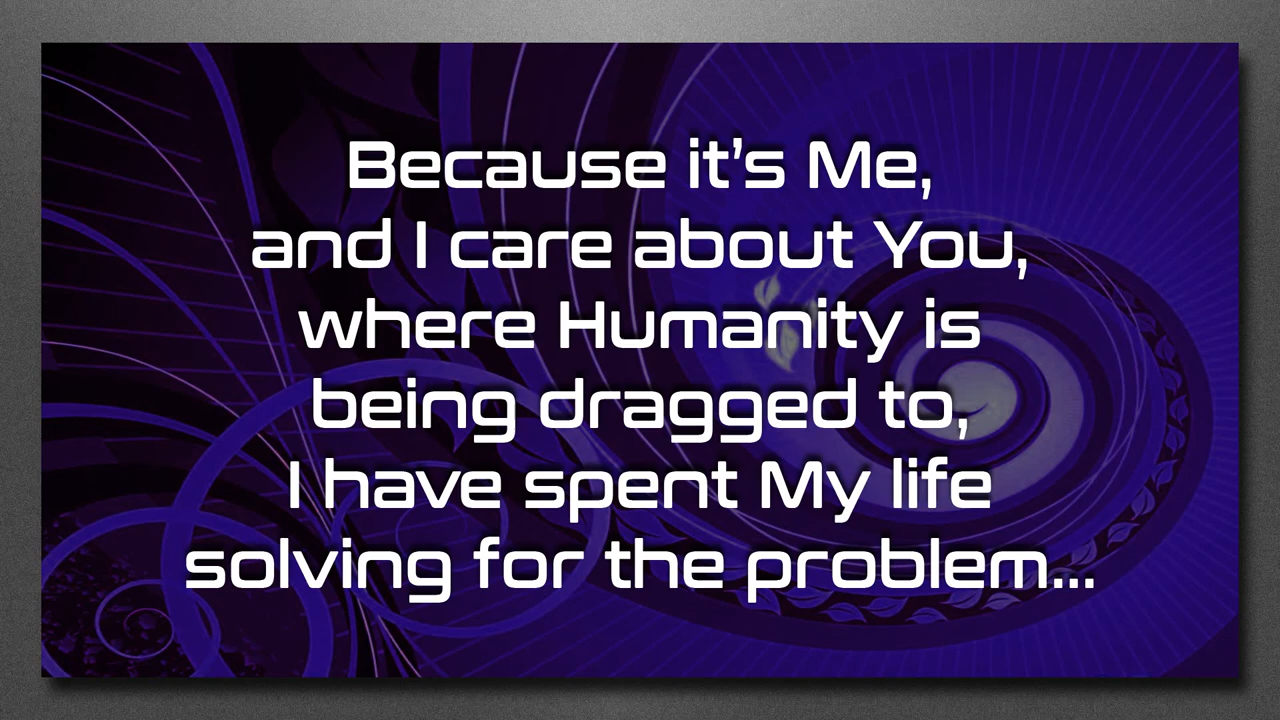 Because it’s Me,
and I care about You,
where Humanity is
being dragged to,
I have spent My life
solving for the problem...